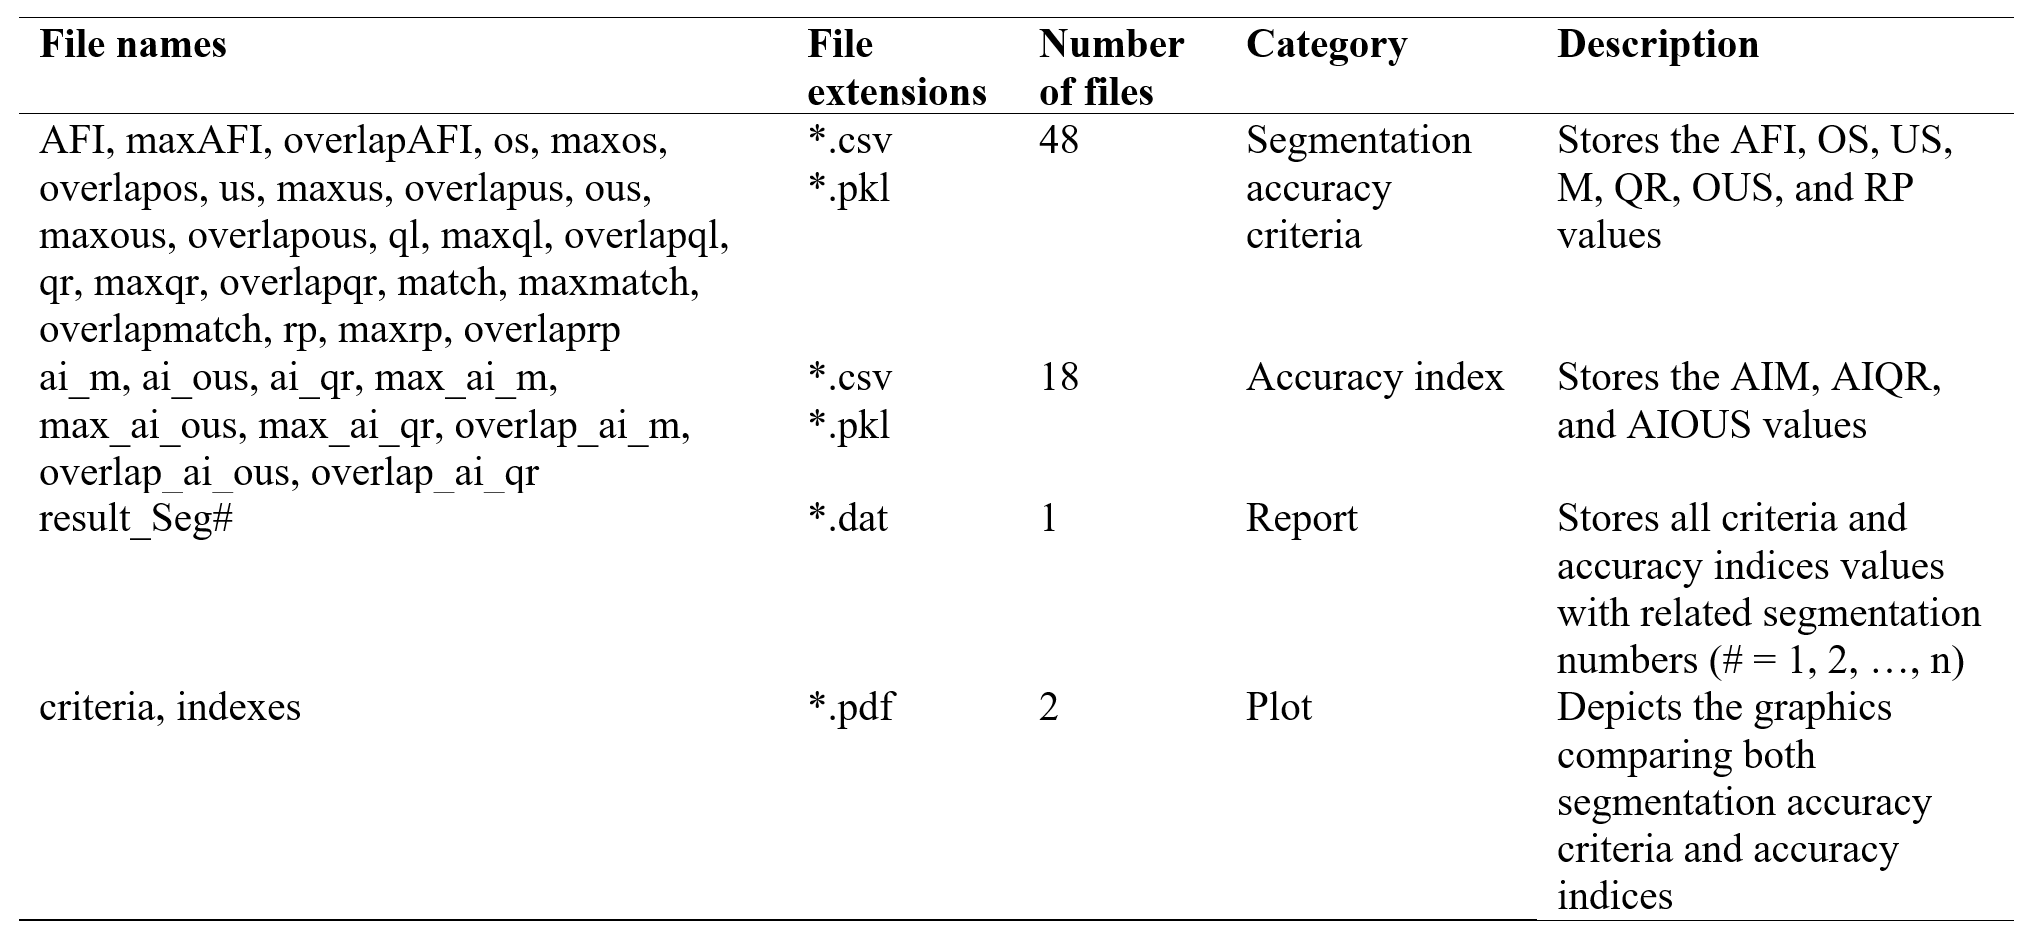 File names
File extensions
Number of files
Category
Description
AFI, maxAFI, overlapAFI, os, maxos,
overlapos, us, maxus, overlapus, ous,
maxous, overlapous, ql, maxql, overlapql,
qr, maxqr, overlapqr, match, maxmatch,
overlapmatch, rp, maxrp, overlaprp
*.csv
*.pkl
48
Segmentation
accuracy
criteria
Stores the AFI, OS, US,
M, QR, OUS, and RP
values
ai_m, ai_ous, ai_qr, max_ai_m,
max_ai_ous, max_ai_qr, overlap_ai_m,
overlap_ai_ous, overlap_ai_qr
*.csv
*.pkl
18
Accuracy index
Stores the AIM, AIQR,
and AIOUS values
result_Seg#
*.dat
1
Report
Stores all criteria and
accuracy indices values
with related segmentation
numbers (# = 1, 2, …, n)
criteria, indexes
*.pdf
2
Plot
Depicts the graphics
comparing both
segmentation accuracy
criteria and accuracy
indices